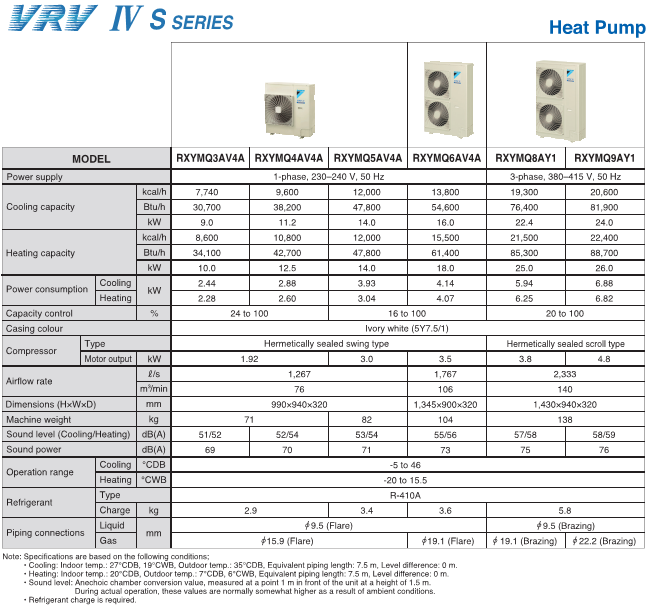 VRV IV S SERIES
Heat Pump
MODEL RXYMQ3AV4A RXYMQ4AV4A RXYMQ5AV4A RXYMQ6AV4A RXYMQ8AY1 RXYMQ9AY1
Power supply 1-phase, 230–240 V, 50 Hz 3-phase, 380–415 V, 50 Hz
Cooling capacity kcal/h 7,740 9,600 12,000 13,800 19,300 20,600
Btu/h 30,700 38,200 47,800 54,600 76,400 81,900
kW 9.0 11.2 14.0 16.0 22.4 24.0
Heating capacity kcal/h 8,600 10,800 12,000 15,500 21,500 22,400
Btu/h 34,100 42,700 47,800 61,400 85,300 88,700
kW 10.0 12.5 14.0 18.0 25.0 26.0
Power consumption Cooling kW 2.44 2.88 3.93 4.14 5.94 6.88
Heating 2.28 2.60 3.04 4.07 6.25 6.82
Capacity control % 24 to 100 16 to 100 20 to 100
Casing colour Ivory white (5Y7.5/1)
Compressor Type Hermetically sealed swing type Hermetically sealed scroll type
Motor output kW 1.92 3.0 3.5 3.8 4.8
Airflow rate ℓ/s 1,267 1,767 2,333
m³/min 76 106 140
Dimensions (H×W×D) mm 990×940×320 1,345×900×320 1,430×940×320
Machine weight kg 71 82 104 138
Sound level (Cooling/Heating) dB(A) 51/52 52/54 53/54 55/56 57/58 58/59
Sound power dB(A) 69 70 71 73 75 76
Operation range Cooling °CDB -5 to 46
Heating °CWB -20 to 15.5
Refrigerant Type R-410A
Charge kg 2.9 3.4 3.6 5.8
Piping connections Liquid mm ϕ9.5 (Flare) ϕ9.5 (Brazing)
Gas ϕ15.9 (Flare) ϕ19.1 (Flare) ϕ 19.1 (Brazing) ϕ22.2 (Brazing)
Note: Specifications are based on the following conditions;
• Cooling: Indoor temp.: 27°CDB, 19°CWB, Outdoor temp.: 35°CDB, Equivalent piping length: 7.5 m, Level difference: 0 m.
• Heating: Indoor temp.: 20°CDB, Outdoor temp.: 7°CDB, 6°CWB, Equivalent piping length: 7.5 m, Level difference: 0 m.
• Sound level: Anechoic chamber conversion value, measured at a point 1 m in front of the unit at a height of 1.5 m.
During actual operation, these values are normally somewhat higher as a result of ambient conditions.
• Refrigerant charge is required.